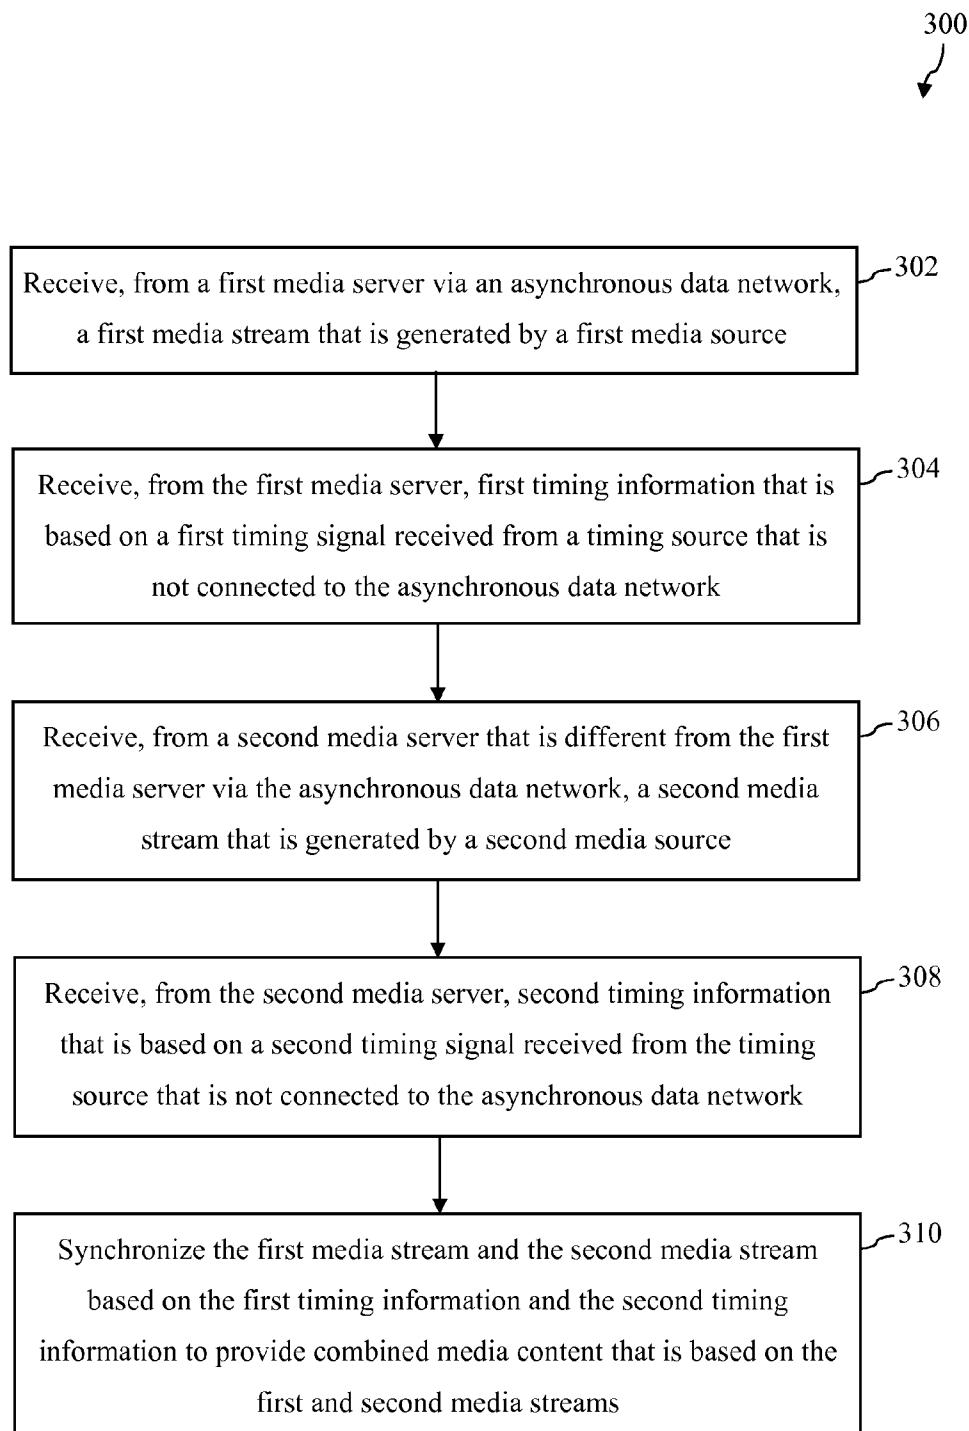 300
Receive, from a first media server via an asynchronous data network,
a first media stream that is generated by a first media source
302
Receive, from the first media server, first timing information that is
based on a first timing signal received from a timing source that is
not connected to the asynchronous data network
304
Receive, from a second media server that is different from the first
media server via the asynchronous data network, a second media
stream that is generated by a second media source
306
Receive, from the second media server, second timing information
that is based on a second timing signal received from the timing
source that is not connected to the asynchronous data network
308
Synchronize the first media stream and the second media stream
based on the first timing information and the second timing
information to provide combined media content that is based on the
first and second media streams
310